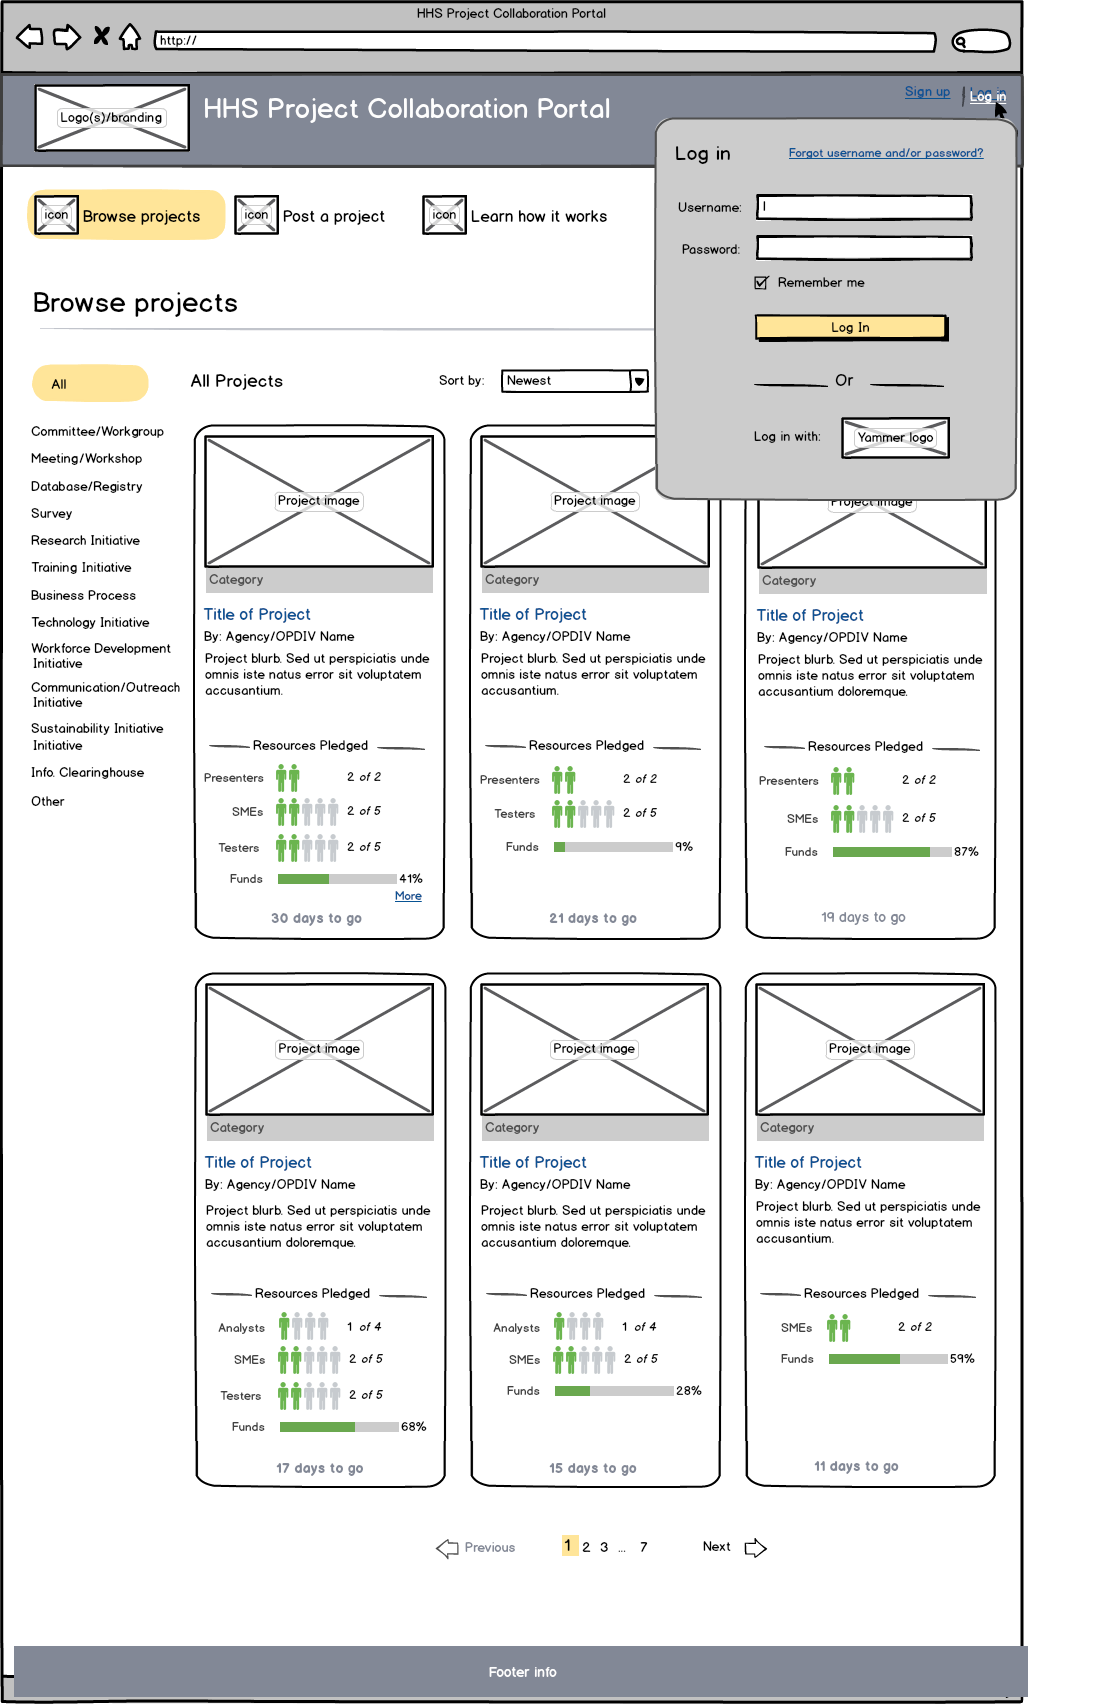 HHS Project Collaboration Portal
http://
Logo(s)/branding
HHS Project Collaboration Portal
Sign up | Log in
Log in
Forgot username and/or password?
Username:
Password:
Remember me
Log In
Or
Log in with:
Yammer logo
icon
Browse projects
icon
Post a project
icon
Learn how it works
Browse projects
All
Committee/Workgroup
Meeting/Workshop
Database/Registry
Survey
Research Initiative
Training Initiative
Business Process
Technology Initiative
Workforce Development
Initiative
Communication/Outreach
Initiative
Sustainability Initiative
Initiative
Info. Clearinghouse
Other
All Projects
Sort by:
Newest
Project image
Category
Title of Project
By: Agency/OPDIV Name
Project blurb. Sed ut perspiciatis unde
omnis iste natus error sit voluptatem
accusantium.
Resources Pledged
Presenters 2 of 2
SMEs 2 of 5
Testers 2 of 5
Funds 41%
More
30 days to go
Project image
Category
Title of Project
By: Agency/OPDIV Name
Project blurb. Sed ut perspiciatis unde
omnis iste natus error sit voluptatem
accusantium.
Resources Pledged
Presenters 2 of 2
Testers 2 of 5
Funds 9%
21 days to go
Project image
Category
Title of Project
By: Agency/OPDIV Name
Project blurb. Sed ut perspiciatis unde
omnis iste natus error sit voluptatem
accusantium doloremque.
Resources Pledged
Presenters 2 of 2
SMEs 2 of 5
Funds 87%
19 days to go
Project image
Category
Title of Project
By: Agency/OPDIV Name
Project blurb. Sed ut perspiciatis unde
omnis iste natus error sit voluptatem
accusantium doloremque.
Resources Pledged
Analysts 1 of 4
SMEs 2 of 5
Testers 2 of 5
Funds 68%
17 days to go
Project image
Category
Title of Project
By: Agency/OPDIV Name
Project blurb. Sed ut perspiciatis unde
omnis iste natus error sit voluptatem
accusantium doloremque.
Resources Pledged
Analysts 1 of 4
SMEs 2 of 5
Funds 28%
15 days to go
Project image
Category
Title of Project
By: Agency/OPDIV Name
Project blurb. Sed ut perspiciatis unde
omnis iste natus error sit voluptatem
accusantium.
Resources Pledged
SMEs 2 of 2
Funds 59%
11 days to go
Previous 1 2 3 ... 7 Next
Footer info